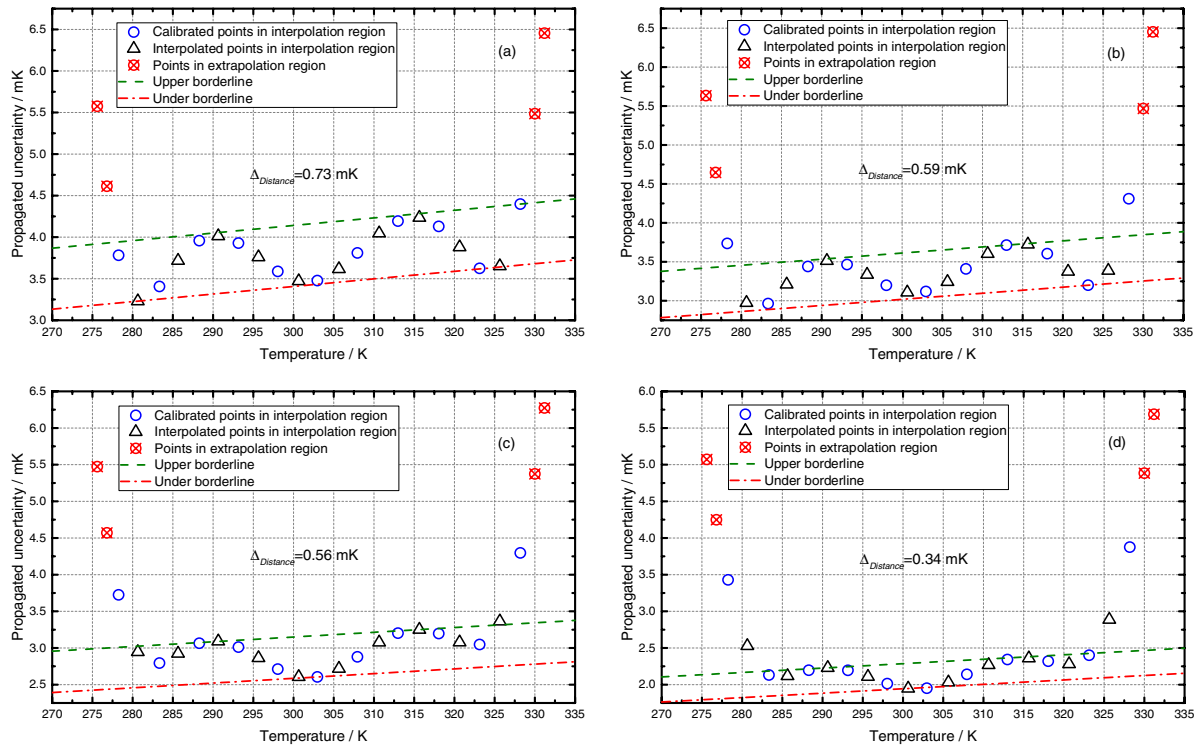 6.5
6.0
5.5
5.0
4.5
4.0
3.5
3.0
Propagated uncertainty / mK
Calibrated points in interpolation region
Interpolated points in interpolation region
Points in extrapolation region
Upper borderline
Under borderline
(a)
Δ Distance=0.73 mK
270 275 280 285 290 295 300 305 310 315 320 325 330 335
Temperature / K
6.5
6.0
5.5
5.0
4.5
4.0
3.5
3.0
Propagated uncertainty / mK
Calibrated points in interpolation region
Interpolated points in interpolation region
Points in extrapolation region
Upper borderline
Under borderline
(b)
Δ Distance=0.59 mK
270 275 280 285 290 295 300 305 310 315 320 325 330 335
Temperature / K
6.5
6.0
5.5
5.0
4.5
4.0
3.5
3.0
2.5
Propagated uncertainty / mK
Calibrated points in interpolation region
Interpolated points in interpolation region
Points in extrapolation region
Upper borderline
Under borderline
(c)
Δ Distance=0.56 mK
270 275 280 285 290 295 300 305 310 315 320 325 330 335
Temperature / K
6.0
5.5
5.0
4.5
4.0
3.5
3.0
2.5
2.0
Propagated uncertainty / mK
Calibrated points in interpolation region
Interpolated points in interpolation region
Points in extrapolation region
Upper borderline
Under borderline
(d)
Δ Distance=0.34 mK
270 275 280 285 290 295 300 305 310 315 320 325 330 335
Temperature / K